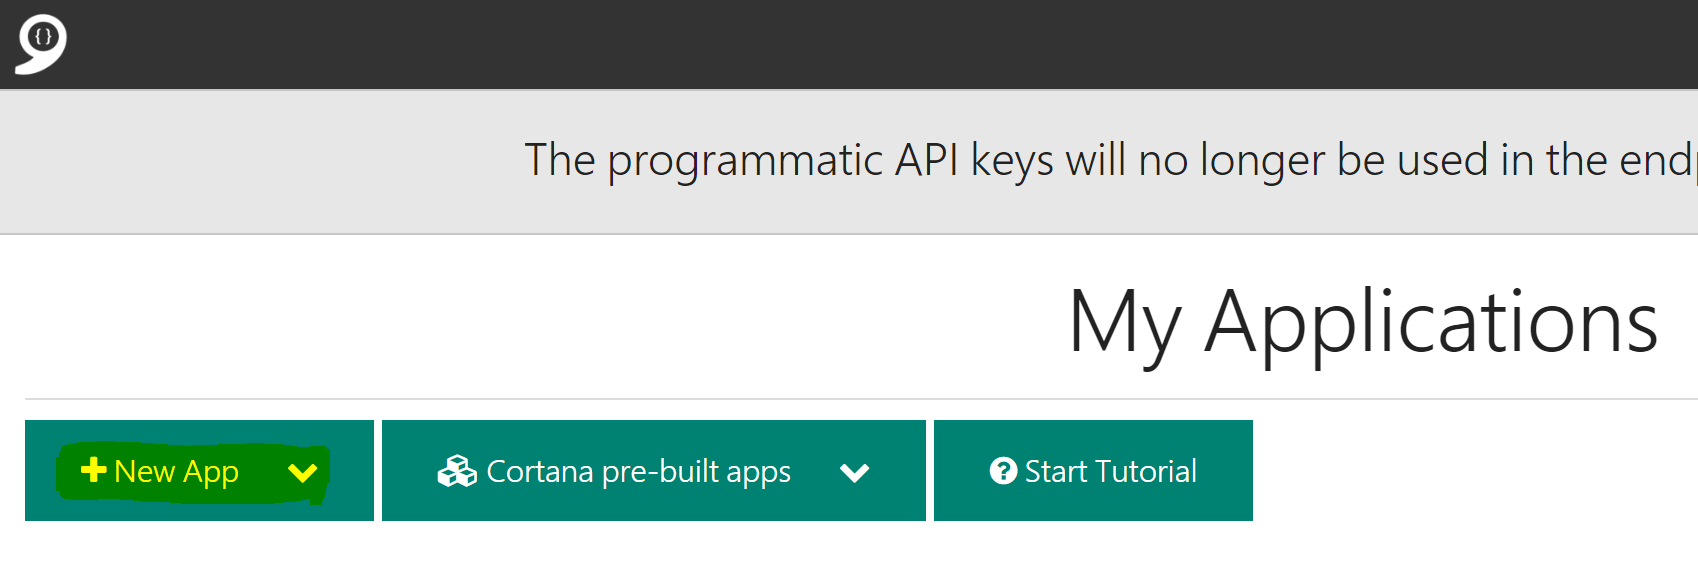 {}
The programmatic API keys will no longer be used in the
My Applications
New App
Cortana pre-built apps
Start Tutorial